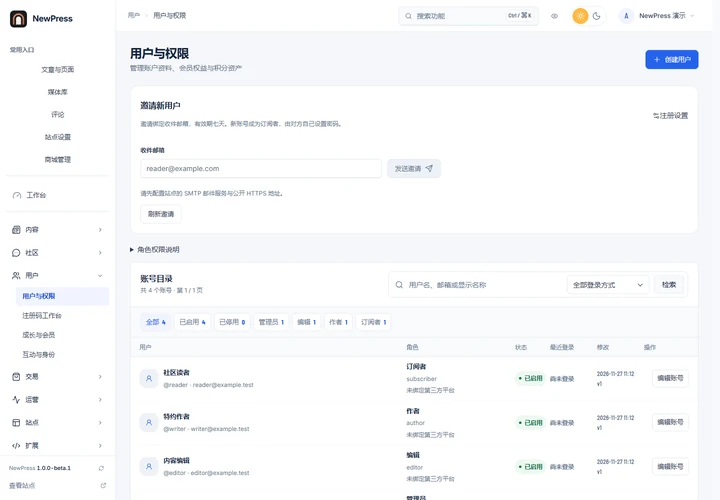 NewPress
常用入口
文章与页面
媒体库
评论
站点设置
商城管理
工作台
内容
社区
用户
用户与权限
注册码工作台
成长与会员
互动与身份
交易
运营
站点
扩展
NewPress 1.0.0-beta.1
查看站点
用户 › 用户与权限
搜索功能 Ctrl / ⌘ K
A NewPress 演示
用户与权限
管理账户资料、会员权益与积分资产
+ 创建用户
邀请新用户
邀请绑定收件邮箱，有效期七天。新账号成为订阅者，由对方自己设置密码。
注册设置
收件邮箱
reader@example.com
发送邀请
请先配置站点的 SMTP 邮件服务与公开 HTTPS 地址。
刷新邀请
角色权限说明
账号目录
共 4 个账号 · 第 1 / 1 页
用户名、邮箱或显示名称
全部登录方式
检索
全部 4 已启用 4 已停用 0 管理员 1 编辑 1 作者 1 订阅者 1
用户 角色 状态 最近登录 修改 操作
社区读者
@reader · reader@example.test
订阅者
subscriber
未绑定第三方平台
已启用
尚未登录
2026-11-27 11:12
v1
编辑账号
特约作者
@writer · writer@example.test
作者
author
未绑定第三方平台
已启用
尚未登录
2026-11-27 11:12
v1
编辑账号
内容编辑
@editor · editor@example.test
编辑
editor
未绑定第三方平台
已启用
尚未登录
2026-11-27 11:12
v1
编辑账号
管理员